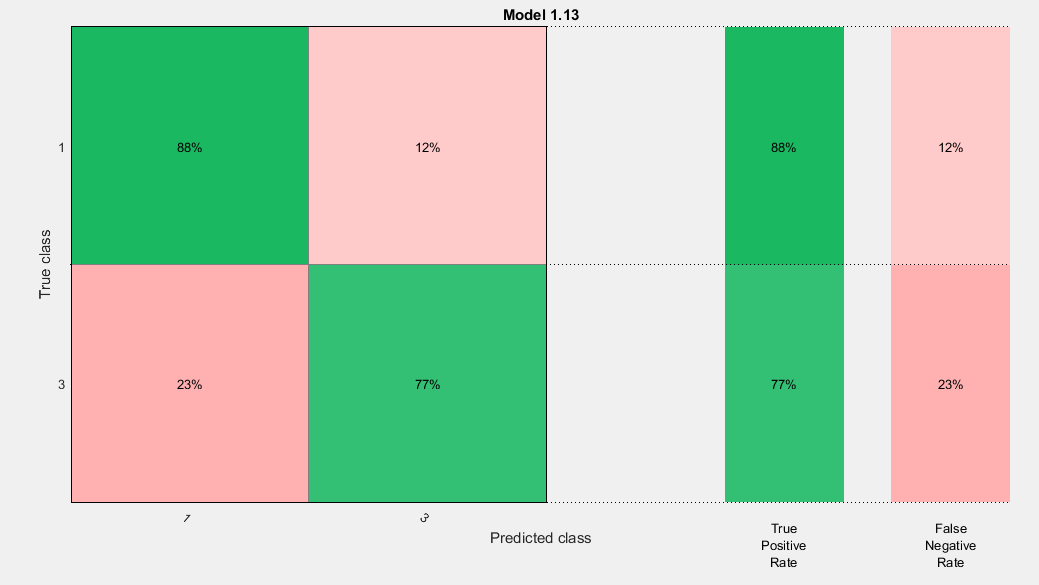 Model 1.13
True class
1
88%
12%
88%
12%
3
23%
77%
77%
23%
1
3
Predicted class
True
Positive
Rate
False
Negative
Rate